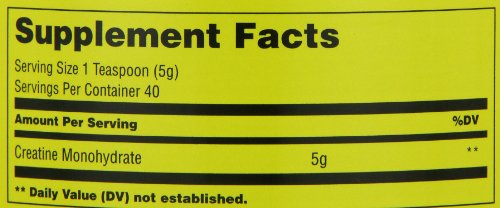 Supplement Facts
Serving Size 1 Teaspoon (5g)
Servings Per Container 40
Amount Per Serving %DV
Creatine Monohydrate 5g **
** Daily Value (DV) not established.